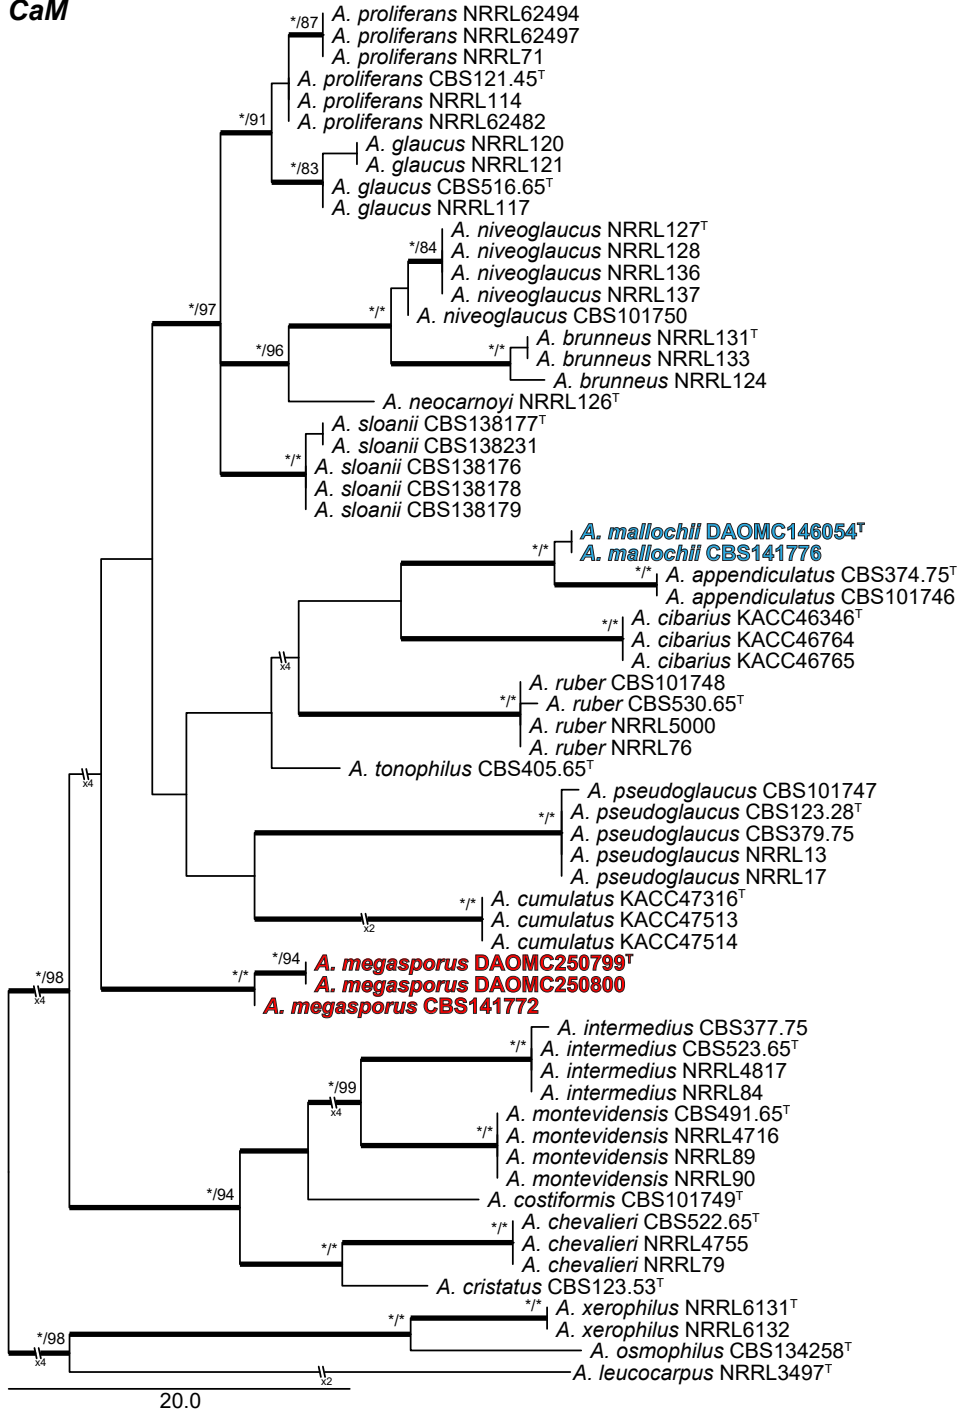 CaM
*/87
A. proliferans NRRL62494
A. proliferans NRRL62497
A. proliferans NRRL71
A. proliferans CBS121.45ᵀ
A. proliferans NRRL114
A. proliferans NRRL62482
*/91
A. glaucus NRRL120
A. glaucus NRRL121
*/83
A. glaucus CBS516.65ᵀ
A. glaucus NRRL117
A. niveoglaucus NRRL127ᵀ
*/84
A. niveoglaucus NRRL128
A. niveoglaucus NRRL136
A. niveoglaucus NRRL137
*/97
*/*
A. niveoglaucus CBS101750
A. brunneus NRRL131ᵀ
*/96
*/*
A. brunneus NRRL133
A. brunneus NRRL124
A. neocarnoyi NRRL126ᵀ
A. sloanii CBS138177ᵀ
A. sloanii CBS138231
*/*
A. sloanii CBS138176
A. sloanii CBS138178
A. sloanii CBS138179
A. mallochii DAOMC146054ᵀ
*/*
A. mallochii CBS141776
*/*
A. appendiculatus CBS374.75ᵀ
A. appendiculatus CBS101746
*/*
A. cibarius KACC46346ᵀ
A. cibarius KACC46764
A. cibarius KACC46765
x4
A. ruber CBS101748
*/*
A. ruber CBS530.65ᵀ
A. ruber NRRL5000
A. ruber NRRL76
A. tonophilus CBS405.65ᵀ
x4
A. pseudoglaucus CBS101747
*/*
A. pseudoglaucus CBS123.28ᵀ
A. pseudoglaucus CBS379.75
A. pseudoglaucus NRRL13
A. pseudoglaucus NRRL17
*/*
A. cumulatus KACC47316ᵀ
A. cumulatus KACC47513
x2
A. cumulatus KACC47514
*/94
A. megasporus DAOMC250799ᵀ
*/98
*/*
A. megasporus DAOMC250800
x4
A. megasporus CBS141772
A. intermedius CBS377.75
*/*
A. intermedius CBS523.65ᵀ
A. intermedius NRRL4817
*/99
A. intermedius NRRL84
x4
A. montevidensis CBS491.65ᵀ
*/*
A. montevidensis NRRL4716
A. montevidensis NRRL89
A. montevidensis NRRL90
*/94
A. costiformis CBS101749ᵀ
*/*
A. chevalieri CBS522.65ᵀ
*/*
A. chevalieri NRRL4755
A. chevalieri NRRL79
A. cristatus CBS123.53ᵀ
*/*
A. xerophilus NRRL6131ᵀ
*/*
A. xerophilus NRRL6132
*/98
A. osmophilus CBS134258ᵀ
x4
A. leucocarpus NRRL3497ᵀ
x2
20.0